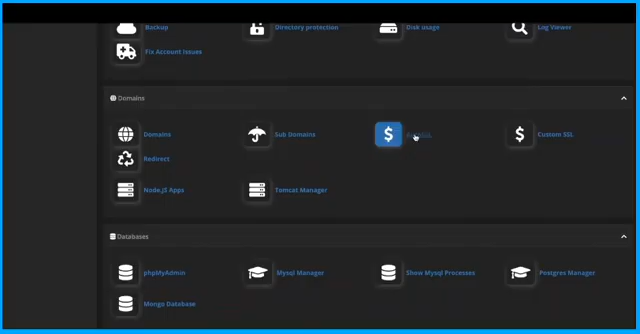 Backup Directory protection Disk usage Log Viewer
Fix Account Issues
Domains
Domains Sub Domains Custom SSL
Redirect
Node.JS Apps Tomcat Manager
Databases
phpMyAdmin Mysql Manager Show Mysql Processes Postgres Manager
Mongo Database